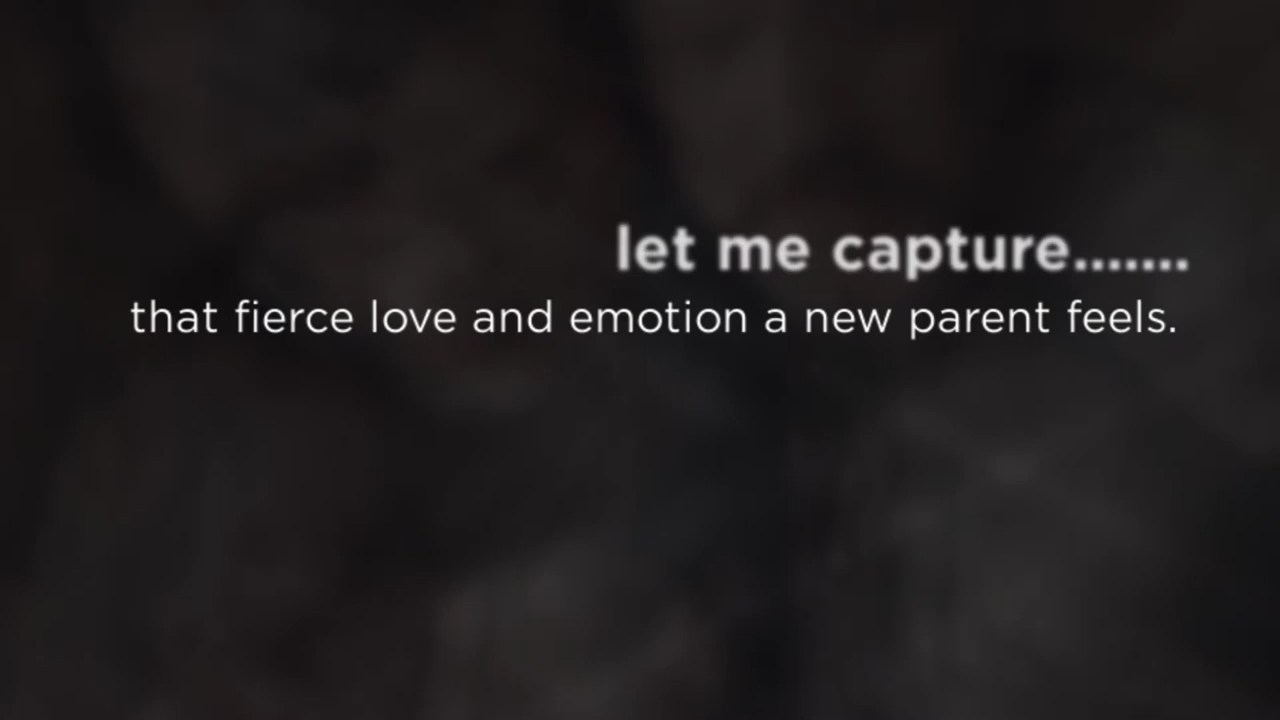 let me capture.......
that fierce love and emotion a new parent feels.